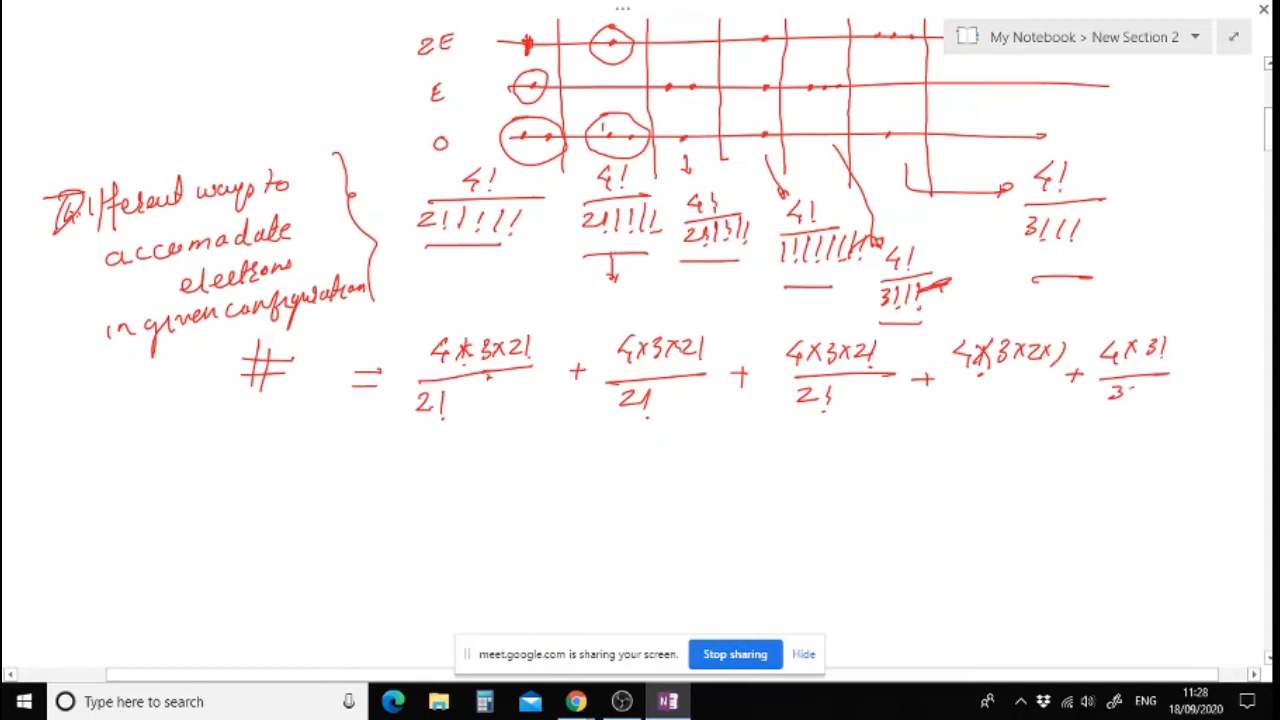 My Notebook > New Section 2
2E
E
0
Different ways to
accomadate
electrons
in given configuration
4!
2!1!1!1!
4!
2!1!1!1!
4!
2!1!1!
4!
4!
3!1!
4!
3!1!
# = 4×3×2! + 4×3×2! + 4×3×2! + 4×(3×2×) + 4×3!
2! 2! 2! 3
meet.google.com is sharing your screen. Stop sharing Hide
Type here to search
ENG
11:28
18/09/2020